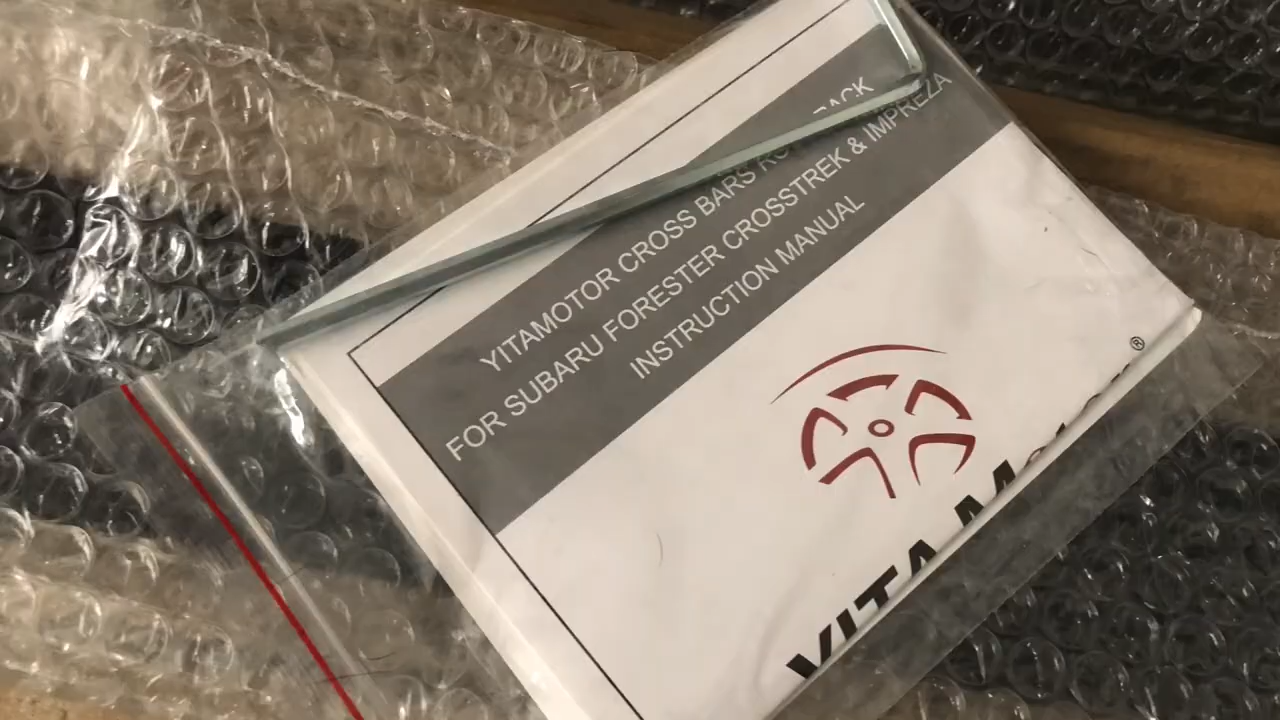 YITAMOTOR CROSS BARS
FOR SUBARU FORESTER CROSSTREK & IMPREZA
INSTRUCTION MANUAL
®